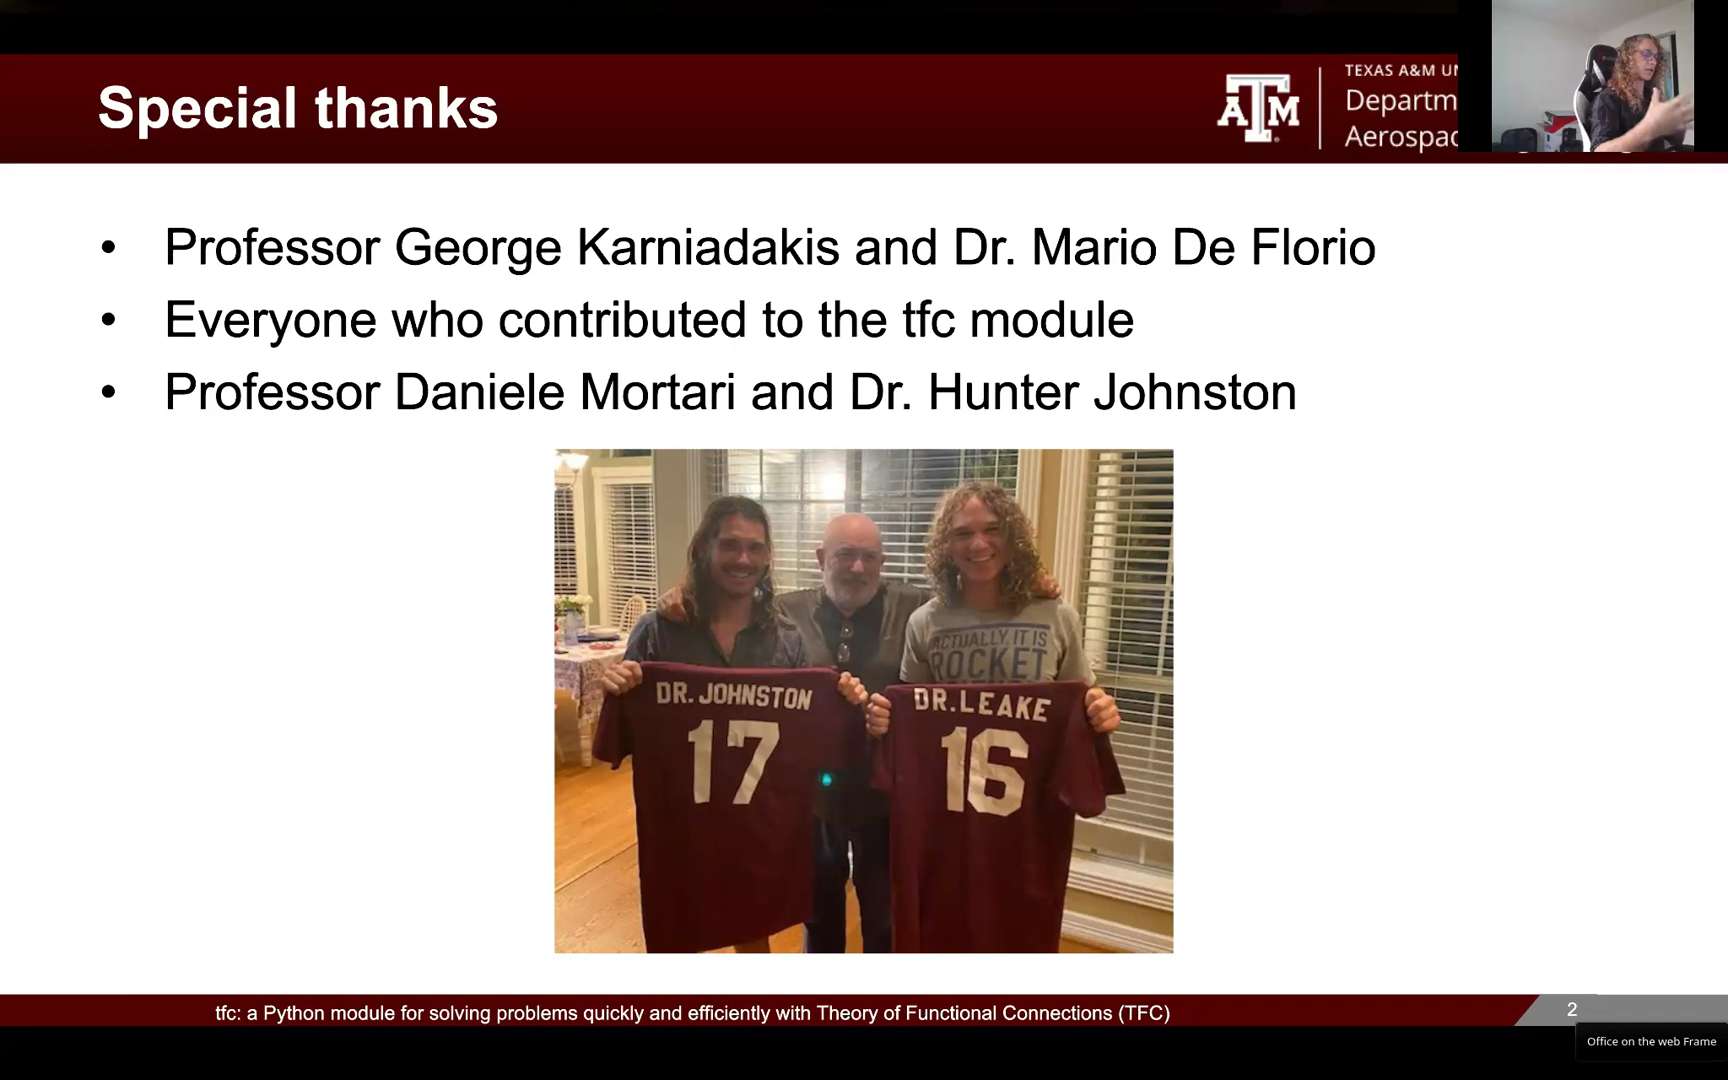 Special thanks
ATM
TEXAS A&M
Aerospac
• Professor George Karniadakis and Dr. Mario De Florio
• Everyone who contributed to the tfc module
• Professor Daniele Mortari and Dr. Hunter Johnston
ACTUALLY, IT IS
ROCKET
DR. JOHNSTON
17
DR. LEAKE
16
tfc: a Python module for solving problems quickly and efficiently with Theory of Functional Connections (TFC)
2
Office on the web Frame